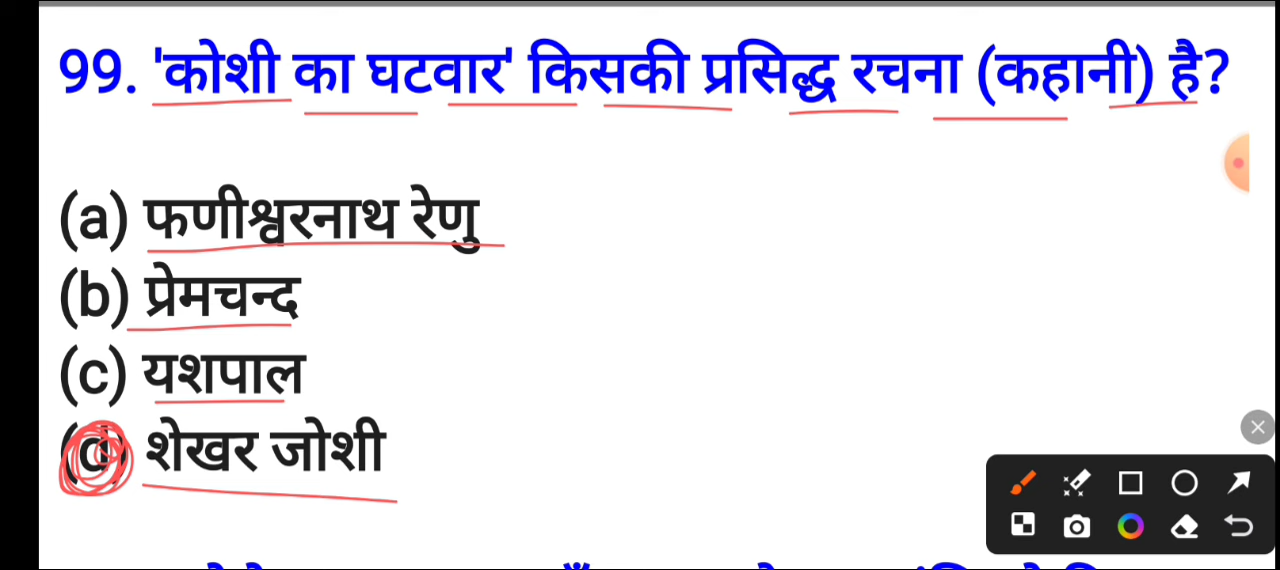 99. 'कोशी का घटवार' किसकी प्रसिद्ध रचना (कहानी) है?
(a) फणीश्वरनाथ रेणु
(b) प्रेमचन्द
(c) यशपाल
(d) शेखर जोशी